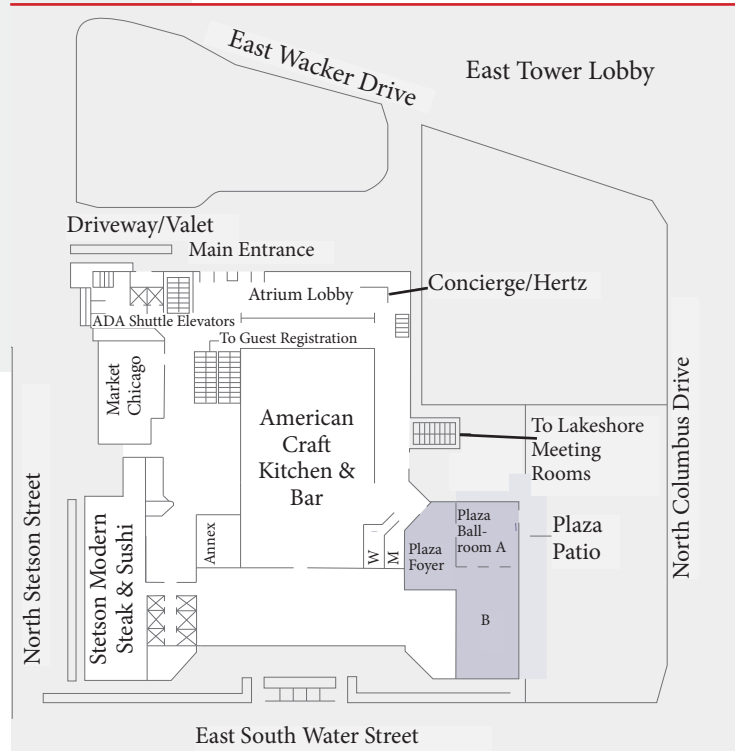 East Wacker Drive
East Tower Lobby
Driveway/Valet
Main Entrance
Concierge/Hertz
Atrium Lobby
ADA Shuttle Elevators
To Guest Registration
Market
Chicago
American
Craft
Kitchen &
Bar
To Lakeshore
Meeting
Rooms
North Columbus Drive
North Stetson Street
Stetson Modern
Steak & Sushi
Annex
W
M
Plaza
Foyer
Plaza
Ball-
room A
B
Plaza
Patio
East South Water Street